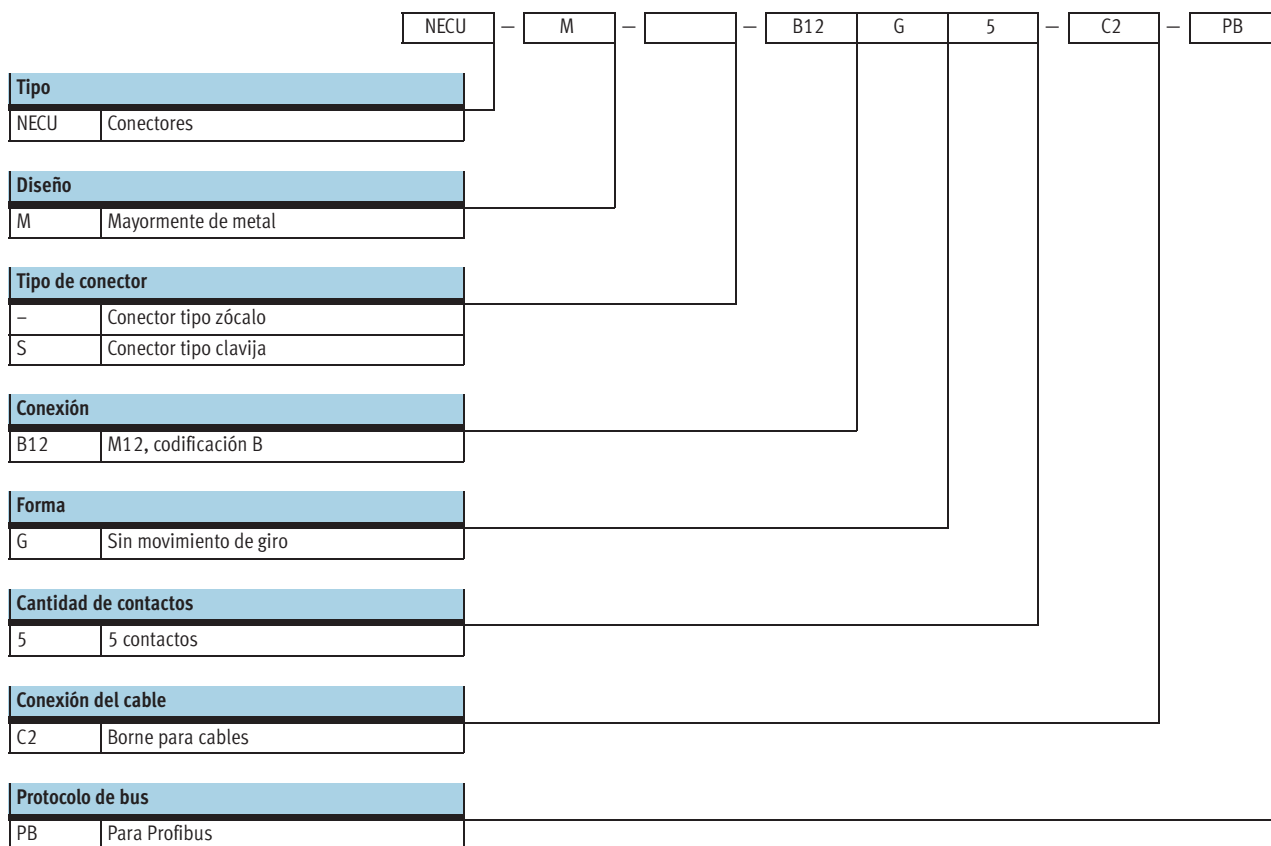 NECU – M – – B12 G 5 – C2 – PB
Tipo
NECU Conectores
Diseño
M Mayormente de metal
Tipo de conector
– Conector tipo zócalo
S Conector tipo clavija
Conexión
B12 M12, codificación B
Forma
G Sin movimiento de giro
Cantidad de contactos
5 5 contactos
Conexión del cable
C2 Borne para cables
Protocolo de bus
PB Para Profibus